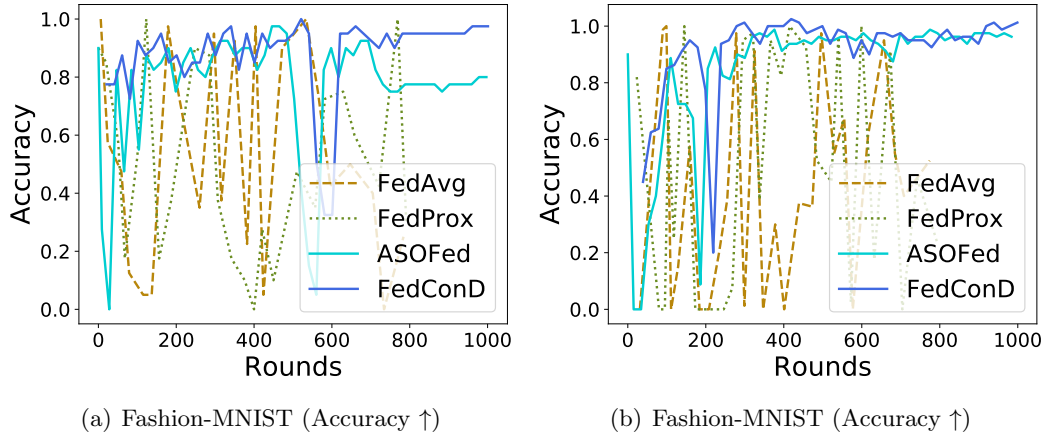 1.0
0.8
0.6
0.4
0.2
0.0
Accuracy
0 200 400 600 800 1000
Rounds
FedAvg
FedProx
ASOFed
FedConD
(a) Fashion-MNIST (Accuracy ↑)
1.0
0.8
0.6
0.4
0.2
0.0
Accuracy
0 200 400 600 800 1000
Rounds
FedAvg
FedProx
ASOFed
FedConD
(b) Fashion-MNIST (Accuracy ↑)